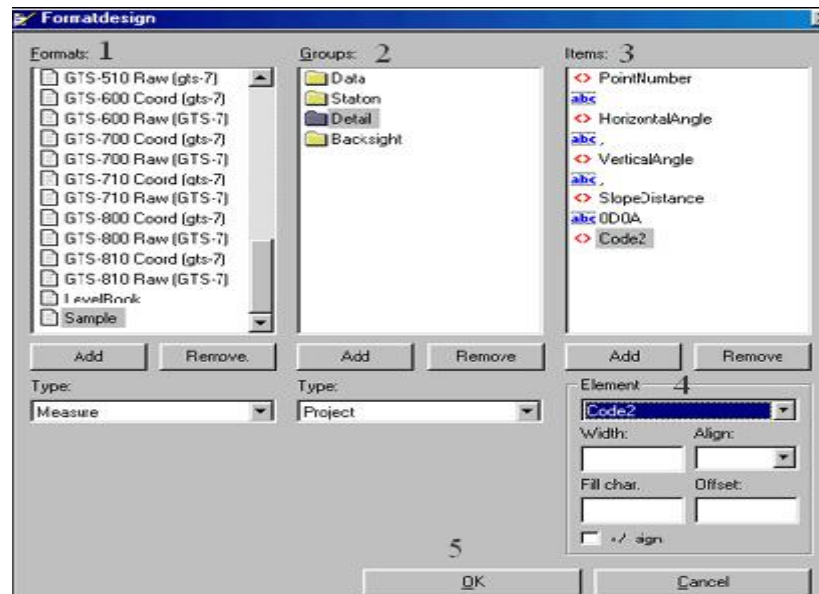 Formatdesign
Formats: 1
GTS-510 Raw (gts-7)
GTS-600 Coord (gts-7)
GTS-600 Raw (GTS-7)
GTS-700 Coord (gts-7)
GTS-700 Raw (GTS-7)
GTS-710 Coord (gts-7)
GTS-710 Raw (GTS-7)
GTS-800 Coord (gts-7)
GTS-800 Raw (GTS-7)
GTS-810 Coord (gts-7)
GTS-810 Raw (GTS-7)
LevelBook
Sample
Add Remove.
Type:
Measure
Groups: 2
Data
Staton
Detail
Backsight
Add Remove
Type:
Project
Items: 3
<> PointNumber
abc
<> HorizontalAngle
abc ,
<> VerticalAngle
abc ,
<> SlopeDistance
abc 0D0A
<> Code2
Add Remove
Element 4
Code2
Width: Align:
Fill char. Offset:
+/- sign
5
OK Cancel